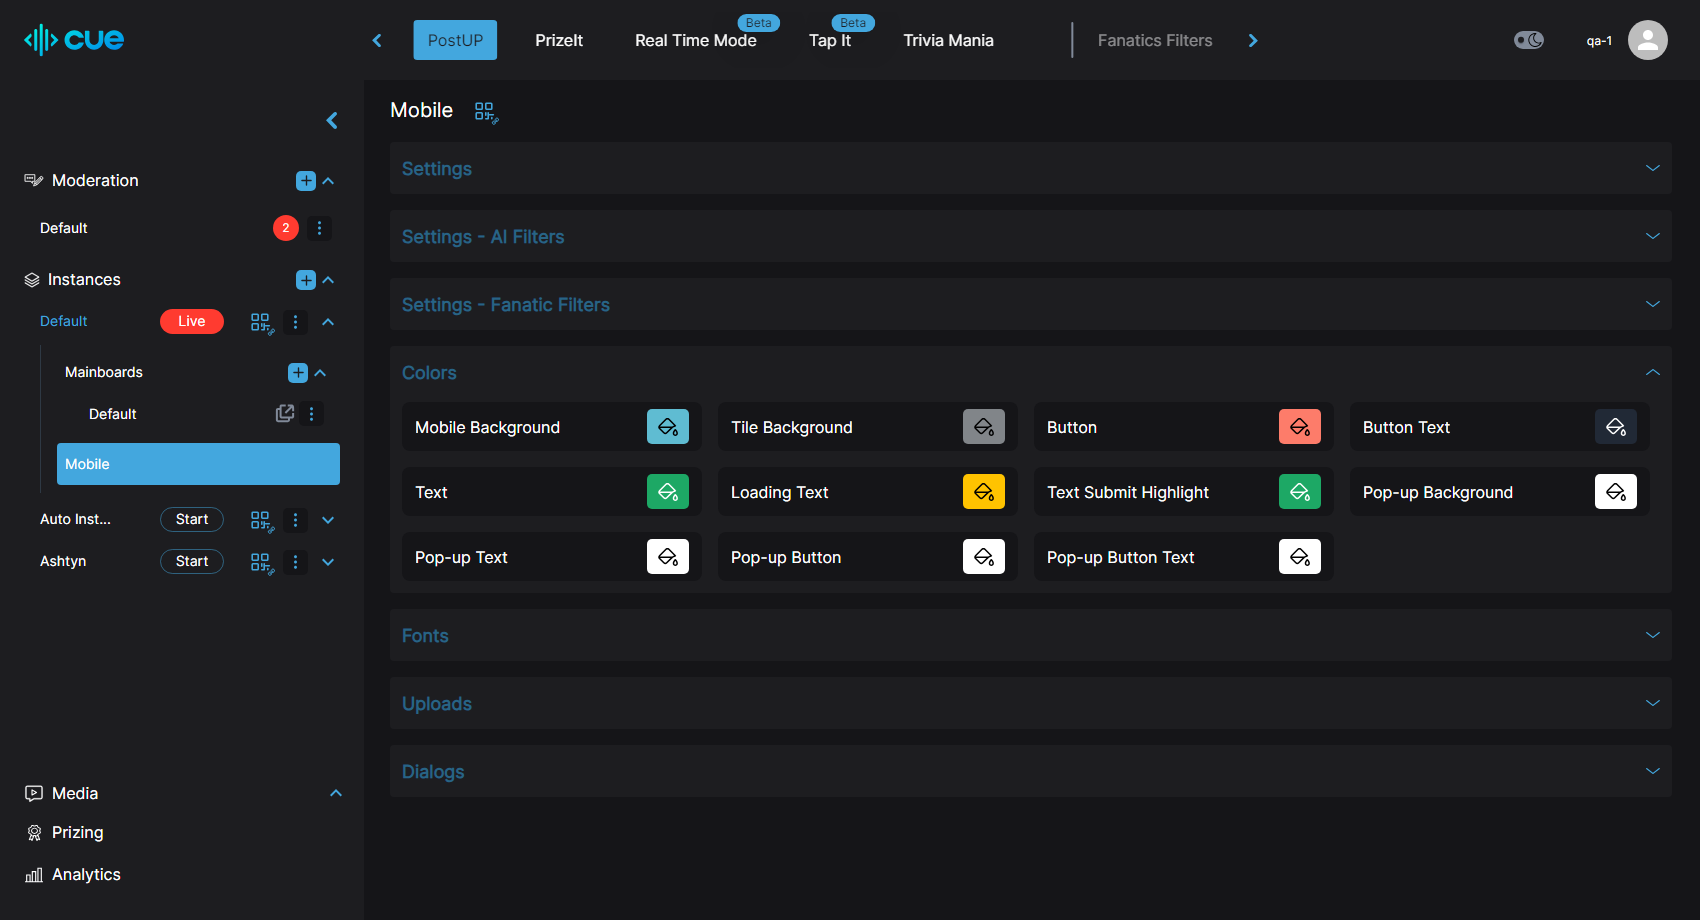 cue
PostUP
PrizeIt
Real Time Mode
Beta
Tap It
Beta
Trivia Mania
Fanatics Filters
qa-1
Moderation
Default
2
Instances
Default
Live
Mainboards
Default
Mobile
Auto Inst...
Start
Ashtyn
Start
Media
Prizing
Analytics
Mobile
Settings
Settings - AI Filters
Settings - Fanatic Filters
Colors
Mobile Background
Tile Background
Button
Button Text
Text
Loading Text
Text Submit Highlight
Pop-up Background
Pop-up Text
Pop-up Button
Pop-up Button Text
Fonts
Uploads
Dialogs